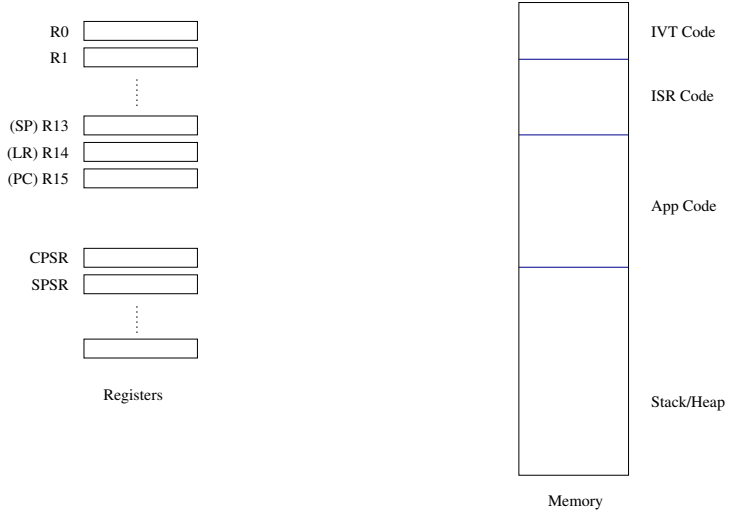 R0
R1
(SP) R13
(LR) R14
(PC) R15
CPSR
SPSR
Registers
IVT Code
ISR Code
App Code
Stack/Heap
Memory